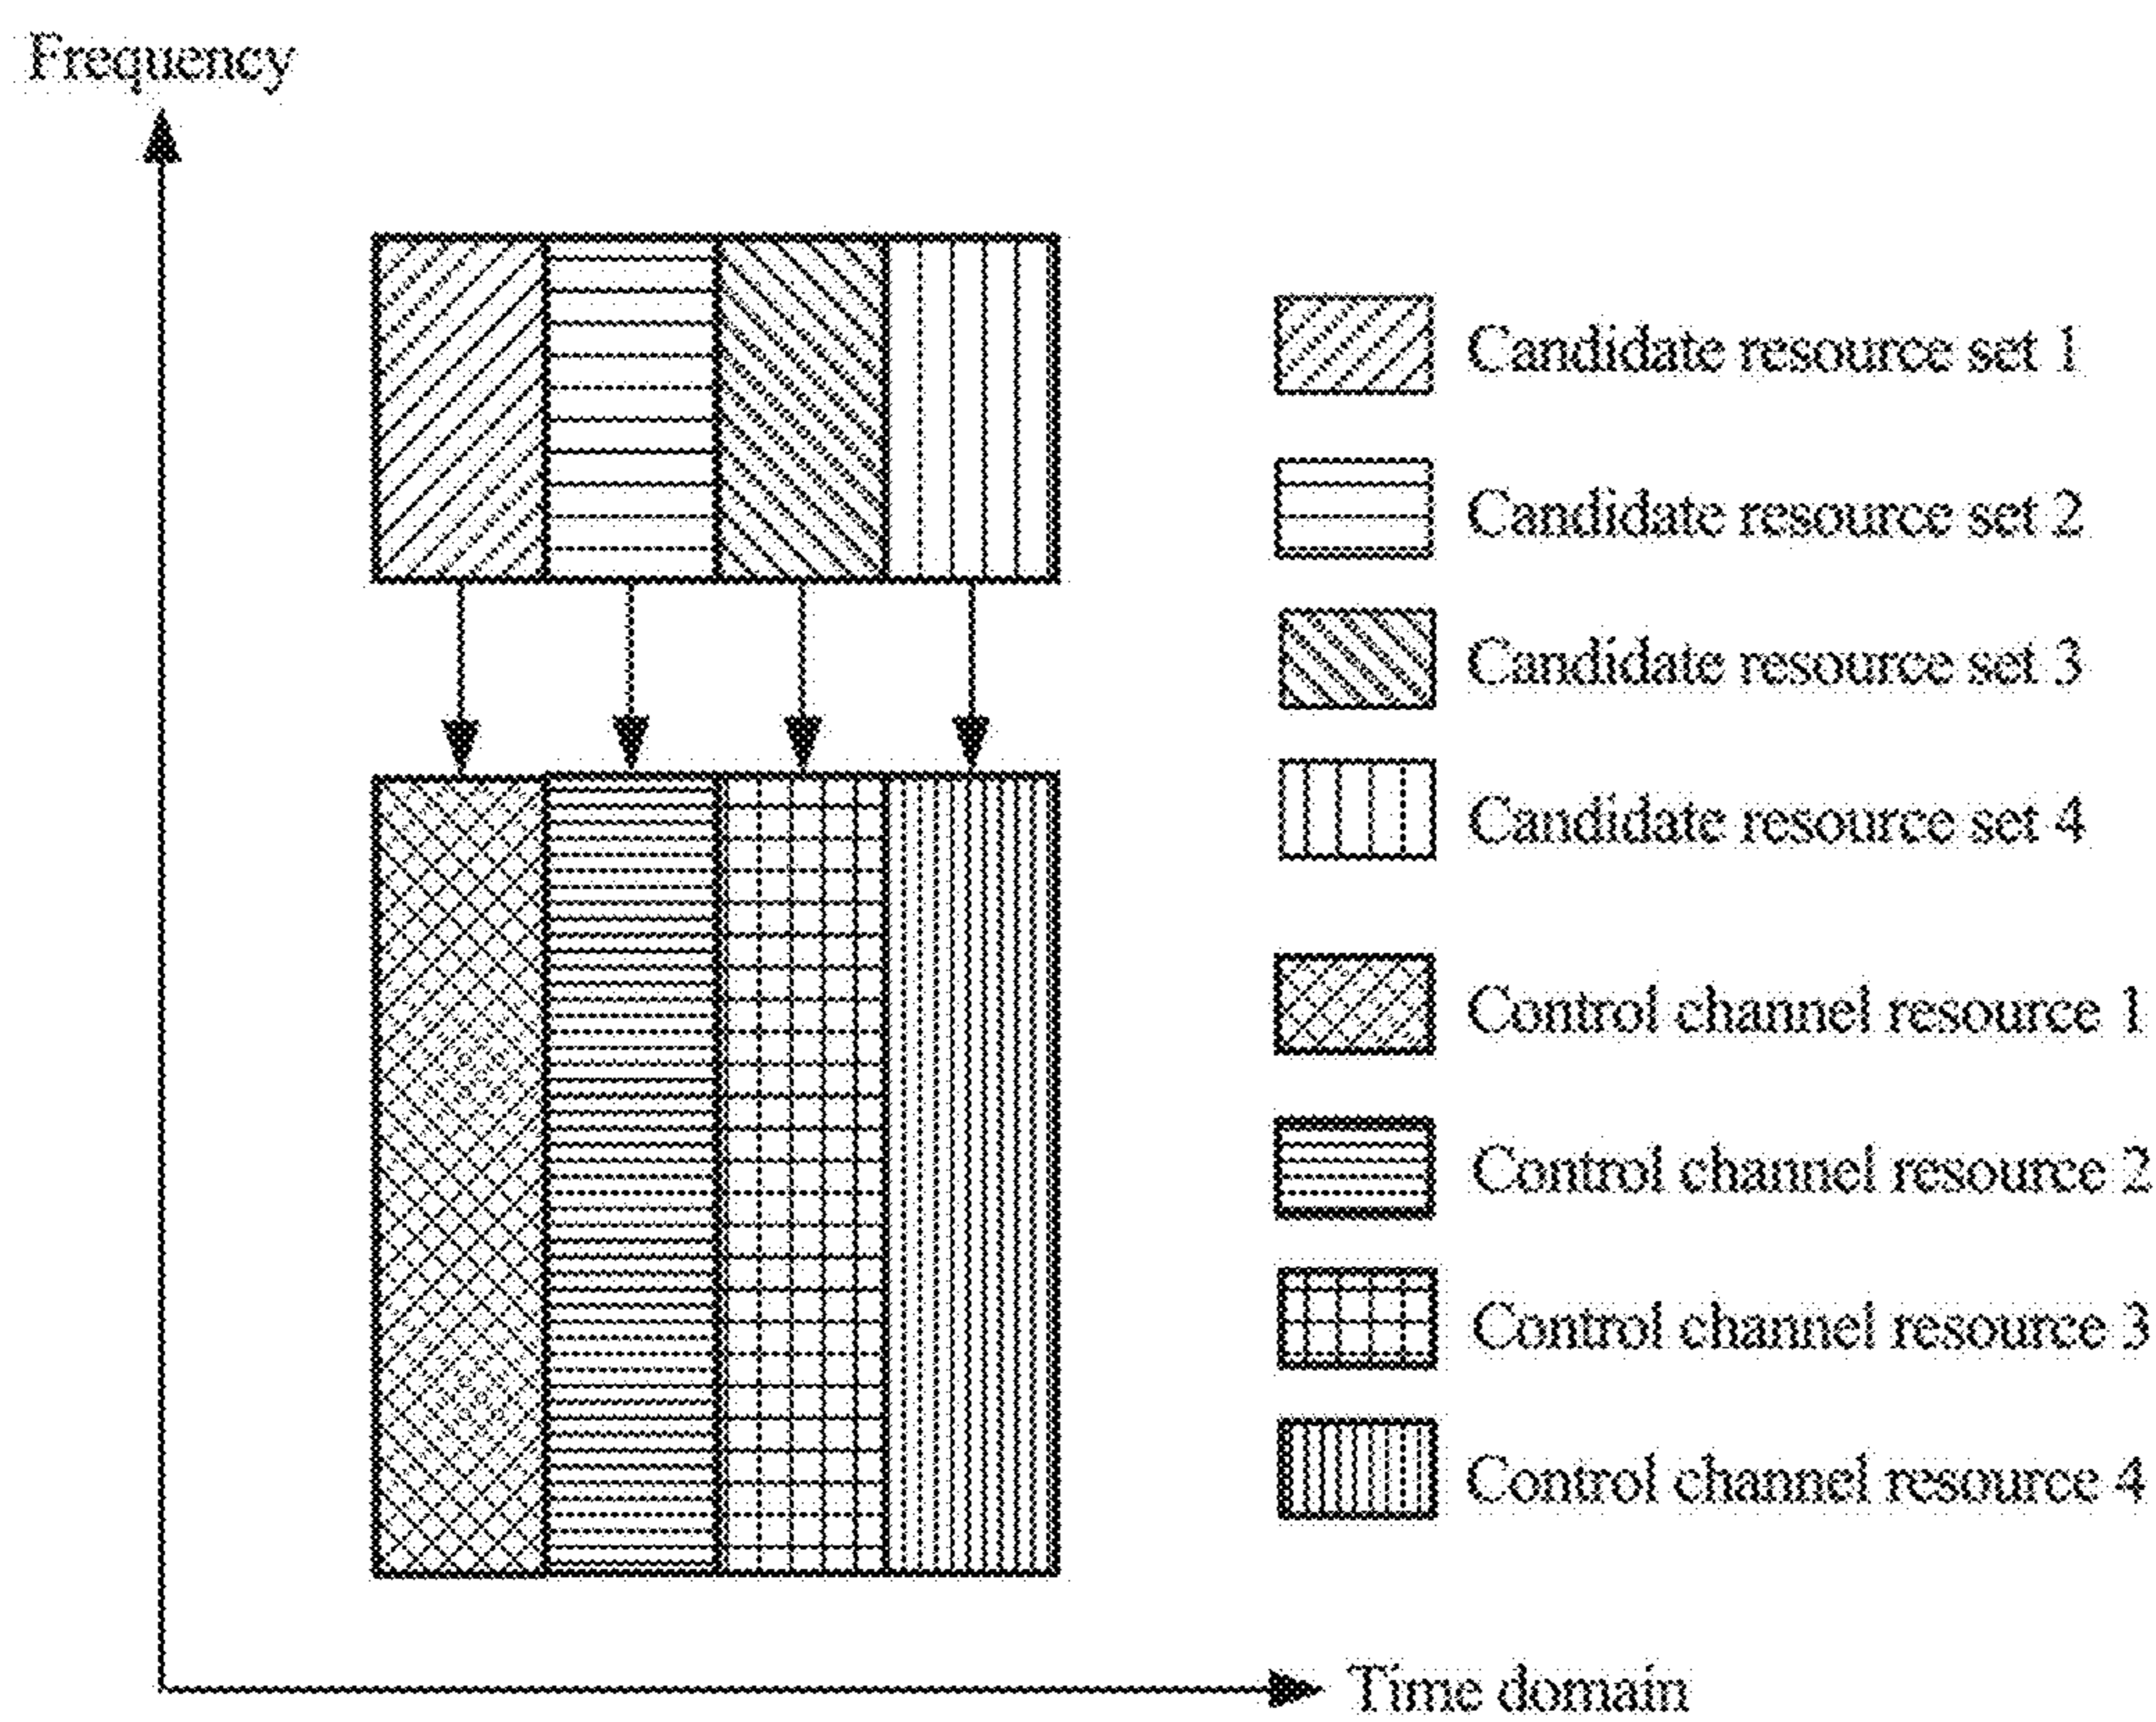 Frequency
Candidate resource set 1
Candidate resource set 2
Candidate resource set 3
Candidate resource set 4
Control channel resource 1
Control channel resource 2
Control channel resource 3
Control channel resource 4
Time domain